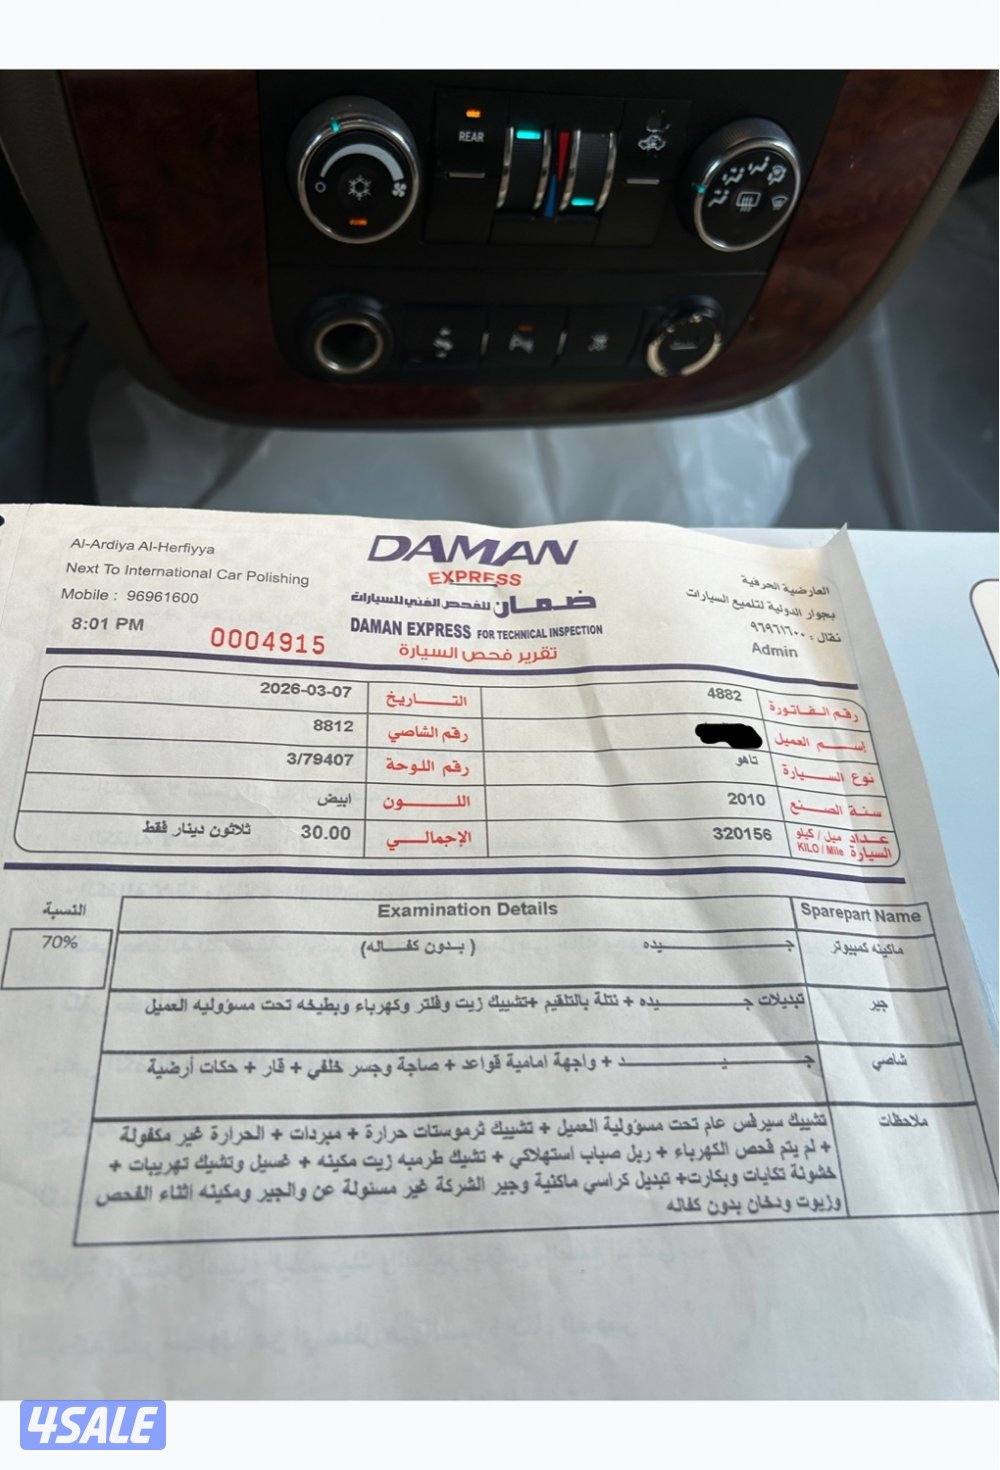 REAR
Al-Ardiya Al-Herfiyya
Next To International Car Polishing
Mobile : 96961600
8:01 PM
0004915
DAMAN
EXPRESS
ضمان للفحص الفني للسيارات
DAMAN EXPRESS FOR TECHNICAL INSPECTION
تقرير فحص السيارة
العارضية الحرفية
بجوار الدولية لتلميع السيارات
نقال : ٩٦٩٦١٦٠٠
Admin
رقم الفاتورة 4882 التاريخ 2026-03-07
إسم العميل رقم الشاصي 8812
نوع السيارة تاهو رقم اللوحة 3/79407
سنة الصنع 2010 اللون ابيض
عداد ميل/كيلو السيارة KILO/Mile 320156 الإجمالي 30.00 ثلاثون دينار فقط
Sparepart Name Examination Details النسبة
ماكينه كمبيوتر جيده (بدون كفاله) 70%
جير تبديلات جيده + نتلة بالتلقيم +تشييك زيت وفلتر وكهرباء وبطيخه تحت مسؤوليه العميل
شاصي جيد + واجهة امامية قواعد + صاجة وجسر خلفي + قار + حكات أرضية
ملاحظات تشييك سيرفس عام تحت مسؤولية العميل + تشييك ثرموستات حرارة + مبردات + الحرارة غير مكفولة
+ لم يتم فحص الكهرباء + ربل صباب استهلاكي + تشيك طرمبه زيت مكينه + غسيل وتشيك تهريبات +
خشونة تكايات وبكارت+ تبديل كراسي ماكنية وجير الشركة غير مسئولة عن والجير ومكينه اثناء الفحص
وزيوت ودخان بدون كفاله
4SALE